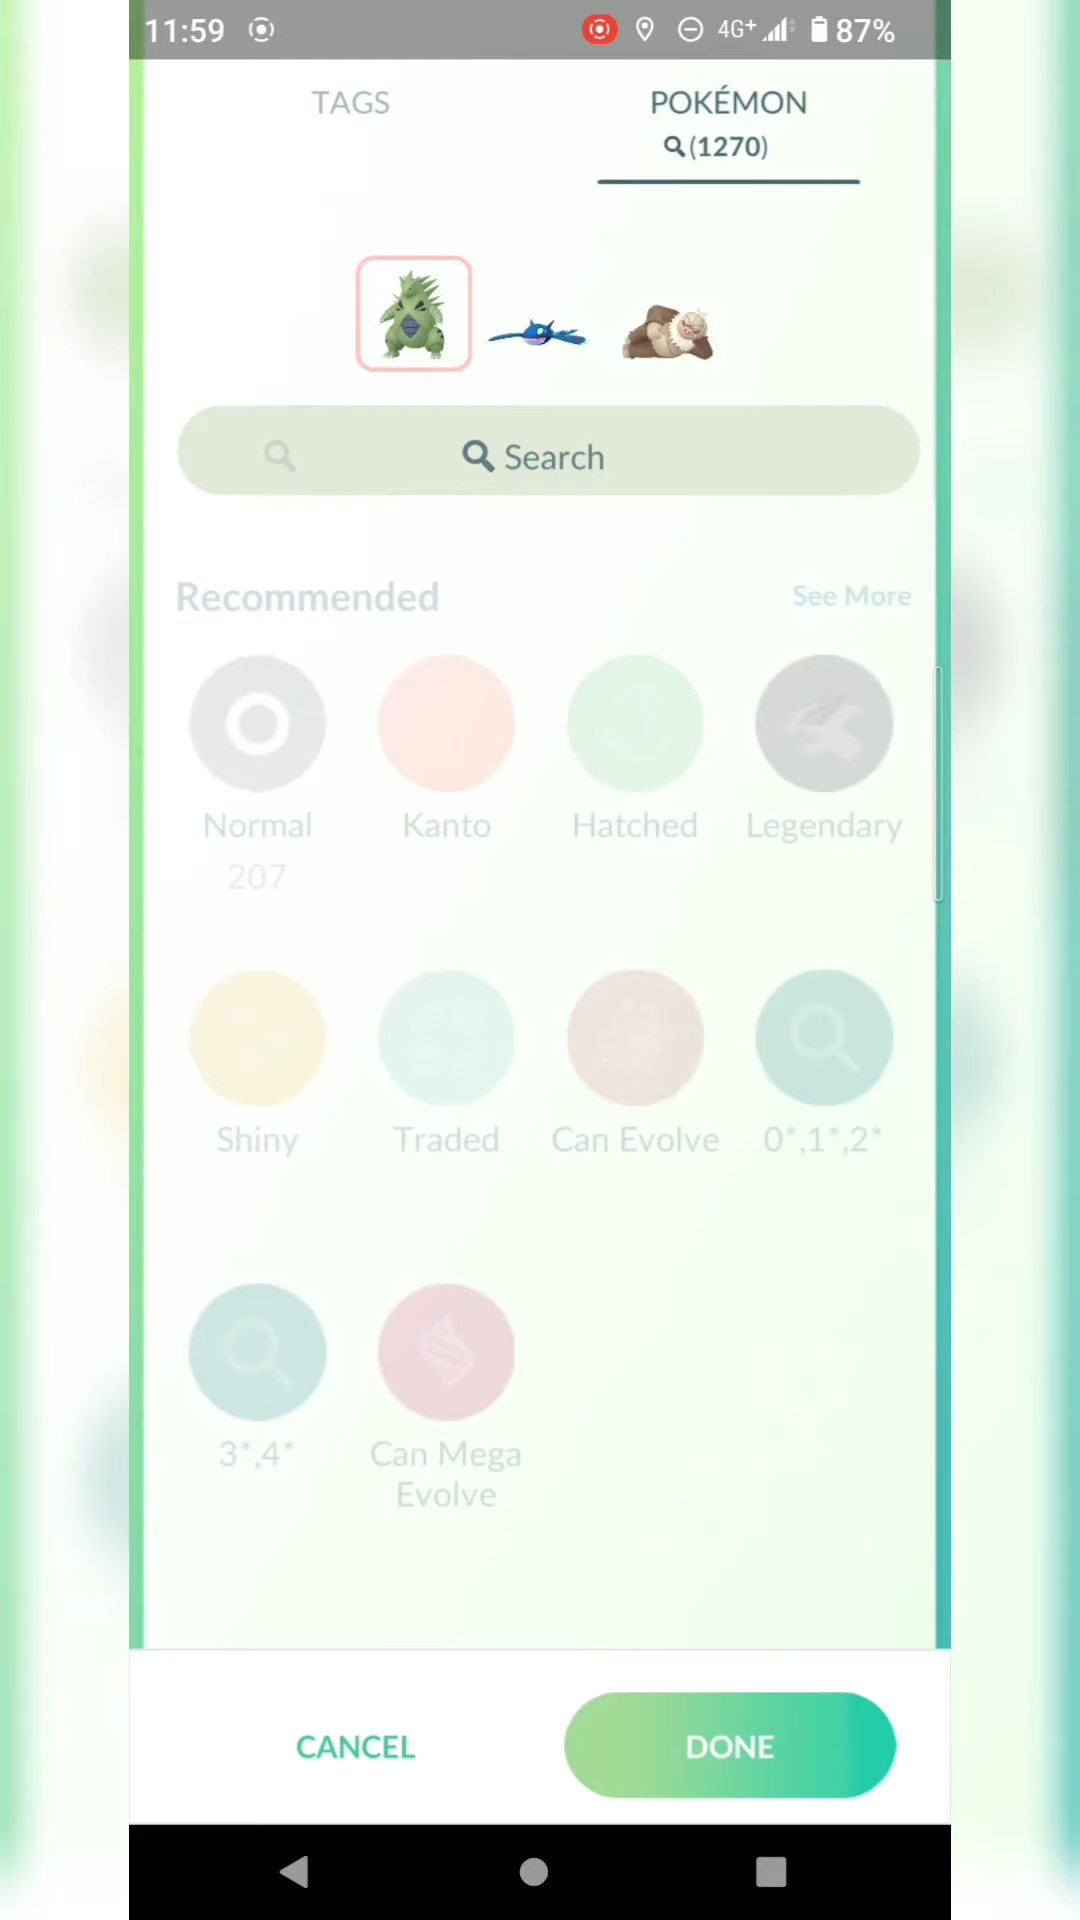 11:59 4G+ 87%
TAGS
POKÉMON
(1270)
Search
Recommended
See More
Normal
207
Kanto
Hatched
Legendary
Shiny
Traded
Can Evolve
0*,1*,2*
3*,4*
Can Mega
Evolve
CANCEL
DONE